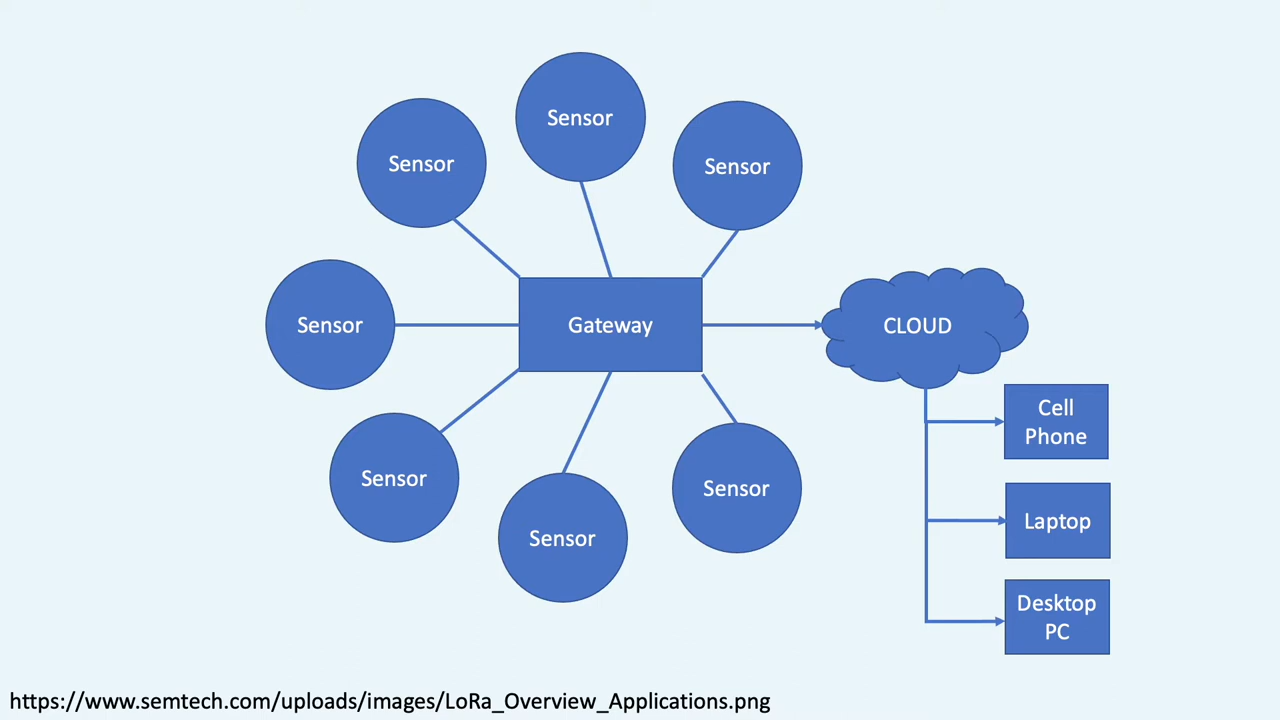 Sensor
Sensor
Sensor
Sensor
Gateway
CLOUD
Cell
Phone
Sensor
Sensor
Laptop
Sensor
Desktop
PC
https://www.semtech.com/uploads/images/LoRa_Overview_Applications.png